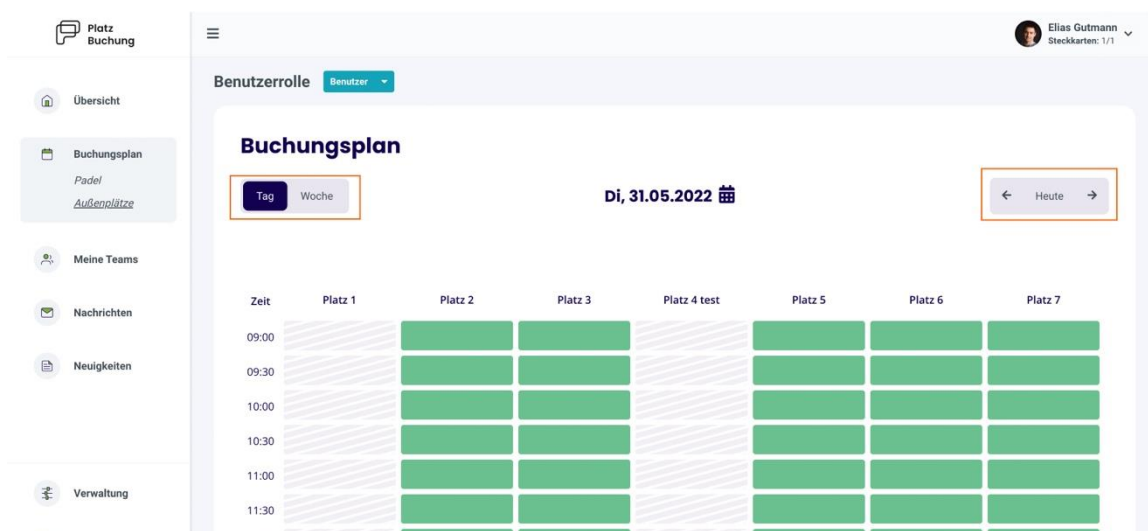 Platz
Buchung
Elias Gutmann
Steckkarten: 1/1
Benutzerrolle Benutzer
Übersicht
Buchungsplan
Padel
Außenplätze
Meine Teams
Nachrichten
Neuigkeiten
Verwaltung
Buchungsplan
Tag Woche
Di, 31.05.2022
Heute
Zeit Platz 1 Platz 2 Platz 3 Platz 4 test Platz 5 Platz 6 Platz 7
09:00
09:30
10:00
10:30
11:00
11:30